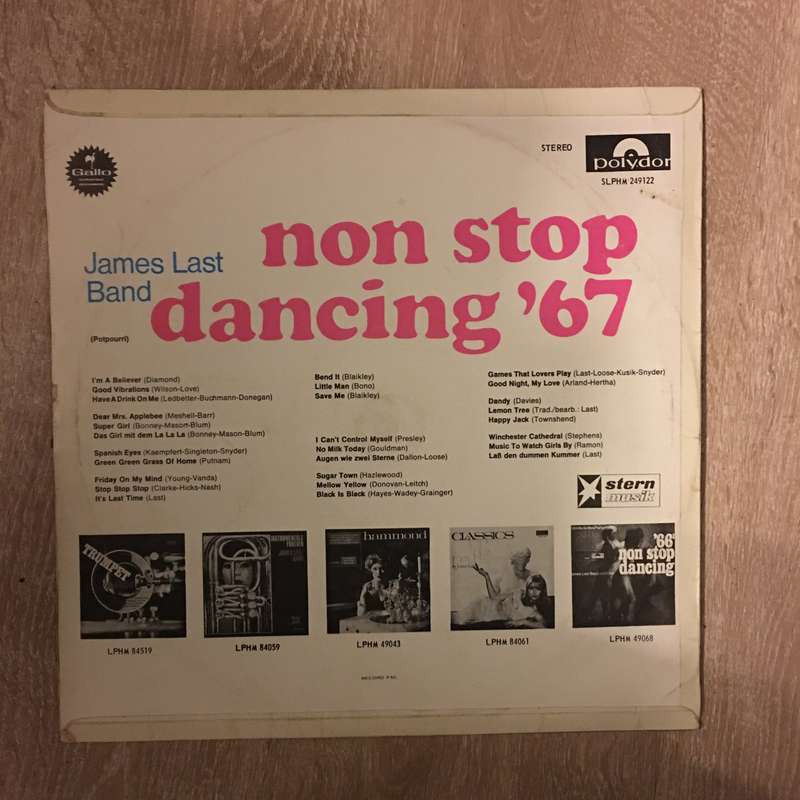 STEREO
polydor
SLPHM 249122
Gallo
non stop
James Last
Band
dancing '67
(Potpourri)
I'm A Believer (Diamond)
Good Vibrations (Wilson-Love)
Have A Drink On Me (Ledbetter-Buchmann-Donegan)
Dear Mrs. Applebee (Meshell-Barr)
Super Girl (Bonney-Mason-Blum)
Das Girl mit dem La La La (Bonney-Mason-Blum)
Spanish Eyes (Kaempfert-Singleton-Snyder)
Green Green Grass Of Home (Putnam)
Friday On My Mind (Young-Vanda)
Stop Stop Stop (Clarke-Hicks-Nash)
It's Last Time (Last)
Bend It (Blaikley)
Little Man (Bono)
Save Me (Blaikley)
I Can't Control Myself (Presley)
No Milk Today (Gouldman)
Augen wie zwei Sterne (Dallon-Loose)
Sugar Town (Hazlewood)
Mellow Yellow (Donovan-Leitch)
Black Is Black (Hayes-Wadey-Grainger)
Games That Lovers Play (Last-Loose-Kusik-Snyder)
Good Night, My Love (Arland-Hertha)
Dandy (Davies)
Lemon Tree (Trad./bearb.: Last)
Happy Jack (Townshend)
Winchester Cathedral (Stephens)
Music To Watch Girls By (Ramon)
Laß den dummen Kummer (Last)
stern
musik
TRUMPET
INSTRUMENTALS
FOREVER
hammond
CLASSICS
'66
non stop
dancing
LPHM 84519
LPHM 84059
LPHM 49043
LPHM 84061
LPHM 49068